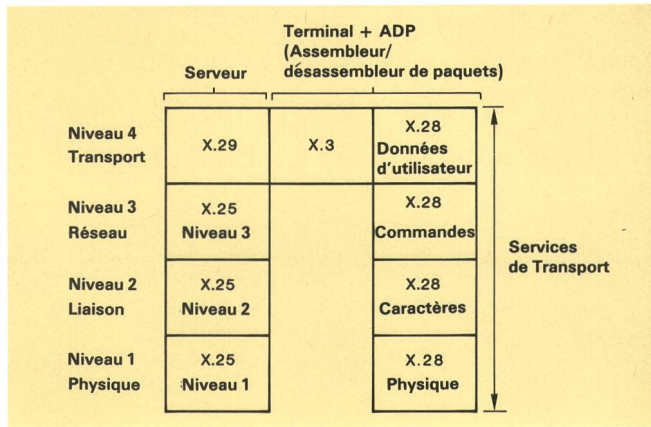 Terminal + ADP
(Assembleur/
désassembleur de paquets)
Serveur
Niveau 4
Transport
X.29
X.3
X.28
Données
d'utilisateur
Niveau 3
Réseau
X.25
Niveau 3
X.28
Commandes
Services
de Transport
Niveau 2
Liaison
X.25
Niveau 2
X.28
Caractères
Niveau 1
Physique
X.25
Niveau 1
X.28
Physique